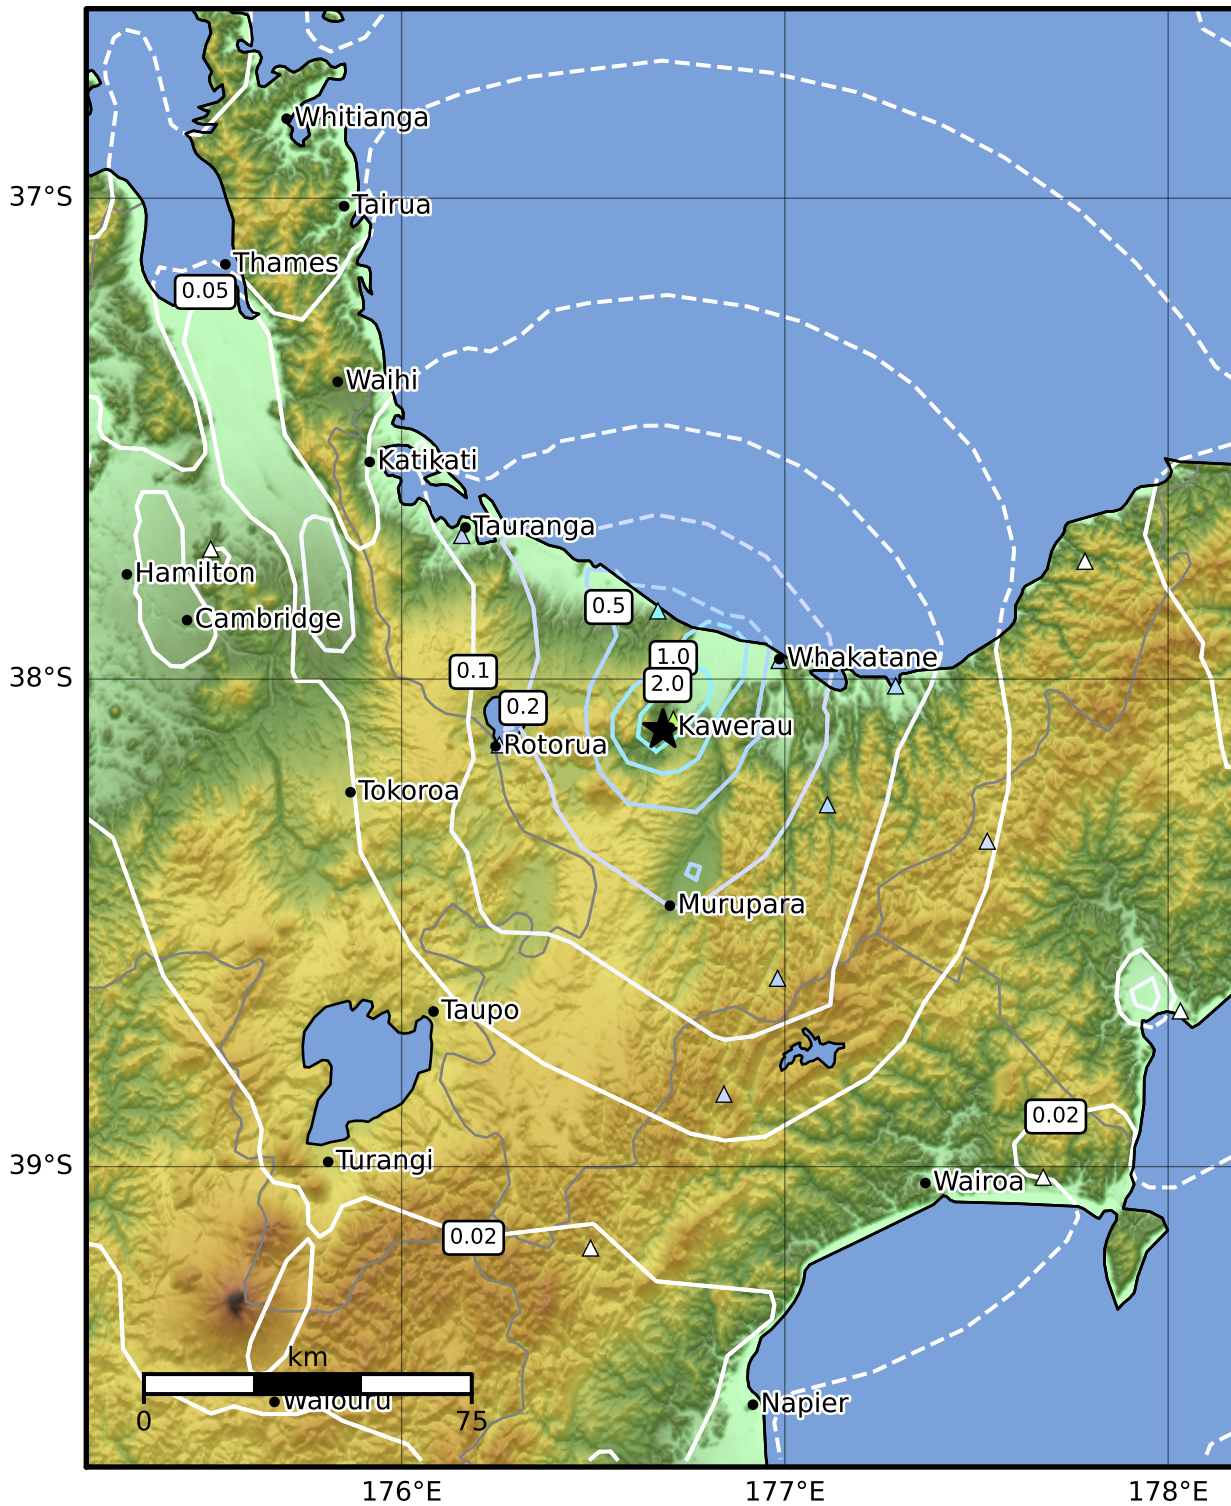 Whitianga
37°S
Tairua
Thames
0.05
Waihi
Katikati
Tauranga
Hamilton
0.5
Cambridge
1.0
Whakatane
0.1
38°S
2.0
0.2
Kawerau
Rotorua
Tokoroa
Murupara
Taupo
0.02
Turangi
39°S
Wairoa
0.02
km
Waiouru
Napier
0
75
176°E
177°E
178°E